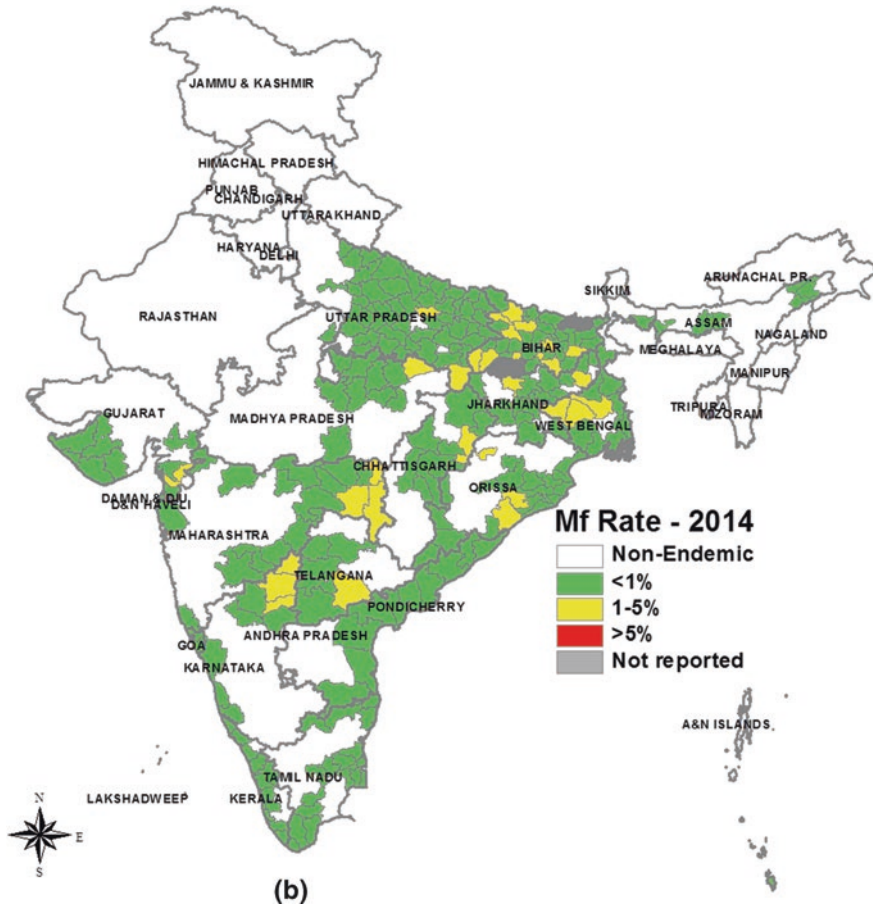 JAMMU & KASHMIR
HIMACHAL PRADESH
PUNJAB
CHANDIGARH
UTTARAKHAND
HARYANA
DELHI
RAJASTHAN
UTTAR PRADESH
BIHAR
SIKKIM
ARUNACHAL PR.
ASSAM
NAGALAND
MEGHALAYA
MANIPUR
TRIPURA
MIZORAM
GUJARAT
MADHYA PRADESH
JHARKHAND
WEST BENGAL
CHHATTISGARH
ORISSA
DAMAN & DIU
D&N HAVELI
MAHARASHTRA
TELANGANA
PONDICHERRY
ANDHRA PRADESH
GOA
KARNATAKA
TAMIL NADU
KERALA
LAKSHADWEEP
A&N ISLANDS
Mf Rate - 2014
Non-Endemic
<1%
1-5%
>5%
Not reported
N
E
S
(b)